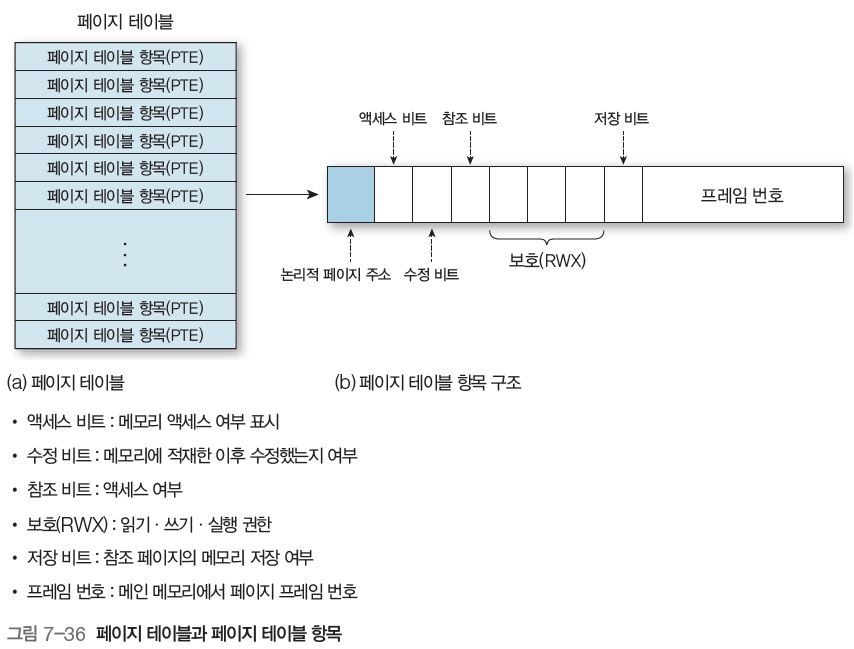 페이지 테이블
페이지 테이블 항목(PTE)
페이지 테이블 항목(PTE)
페이지 테이블 항목(PTE)
페이지 테이블 항목(PTE)
페이지 테이블 항목(PTE)
페이지 테이블 항목(PTE)
⋮
페이지 테이블 항목(PTE)
페이지 테이블 항목(PTE)
액세스 비트 참조 비트 저장 비트
프레임 번호
논리적 페이지 주소 수정 비트 보호(RWX)
(a) 페이지 테이블
(b) 페이지 테이블 항목 구조
• 액세스 비트 : 메모리 액세스 여부 표시
• 수정 비트 : 메모리에 적재한 이후 수정했는지 여부
• 참조 비트 : 액세스 여부
• 보호(RWX) : 읽기 · 쓰기 · 실행 권한
• 저장 비트 : 참조 페이지의 메모리 저장 여부
• 프레임 번호 : 메인 메모리에서 페이지 프레임 번호
그림 7-36 페이지 테이블과 페이지 테이블 항목